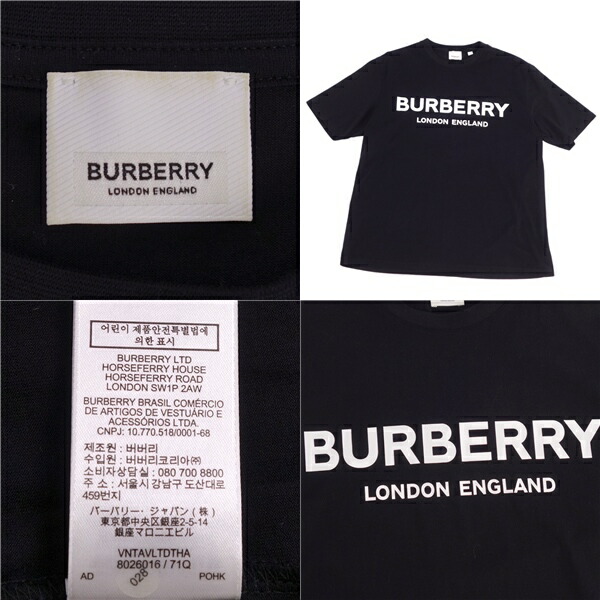 BURBERRY
LONDON ENGLAND
BURBERRY
LONDON ENGLAND
어린이 제품안전특별법에
의한 표시
BURBERRY LTD
HORSEFERRY HOUSE
HORSEFERRY ROAD
LONDON SW1P 2AW
BURBERRY BRASIL COMÉRCIO
DE ARTIGOS DE VESTUÁRIO E
ACESSÓRIOS LTDA.
CNPJ: 10.770.518/0001-68
제조원 : 버버리
수입원 : 버버리코리아㈜
소비자상담실 : 080 700 8800
주소 : 서울시 강남구 도산대로
459번지
バーバリー・ジャパン(株)
東京都中央区銀座2-5-14
銀座マロニエビル
VNTAVLTDTHA
8026016 / 71Q
AD
028
POHK
BURBERRY
LONDON ENGLAND